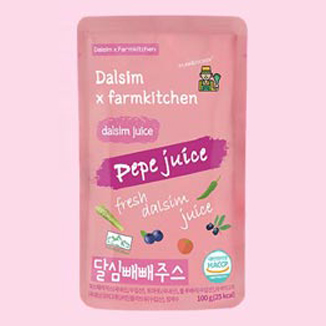 Dalsim x Farmkitchen
Dalsim
x farmkitchen
dalsim juice
Pepe juice
fresh
dalsim
juice
HACCP
달심빼빼주스
100 g (25 kcal)